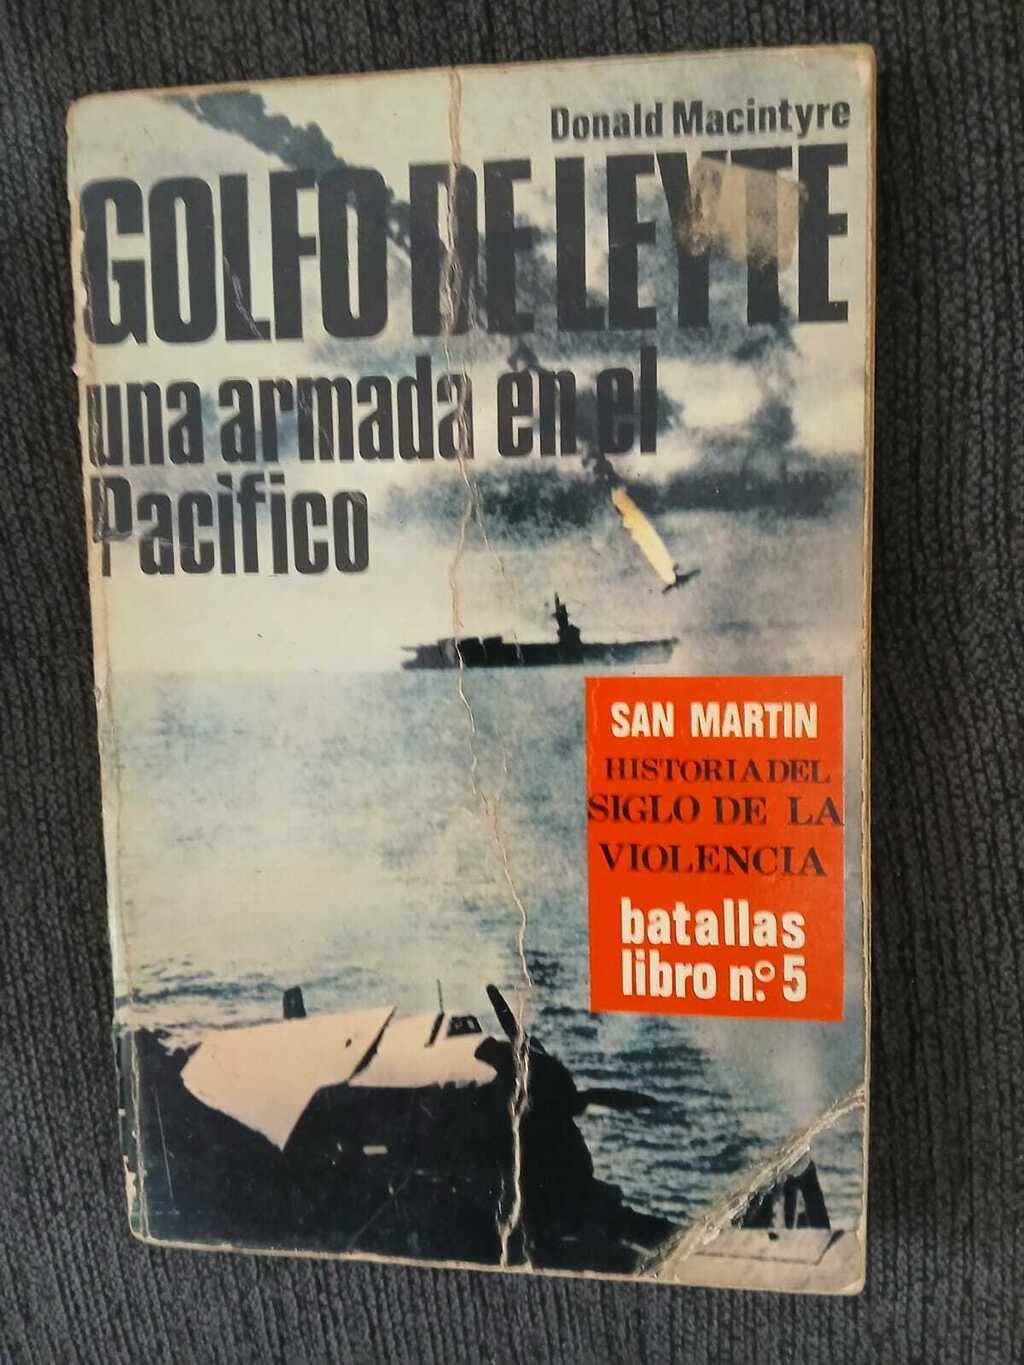 Donald Macintyre
GOLFO DE LEYTE
una armada en el
Pacifico
SAN MARTIN
HISTORIA DEL
SIGLO DE LA
VIOLENCIA
batallas
libro n.º 5